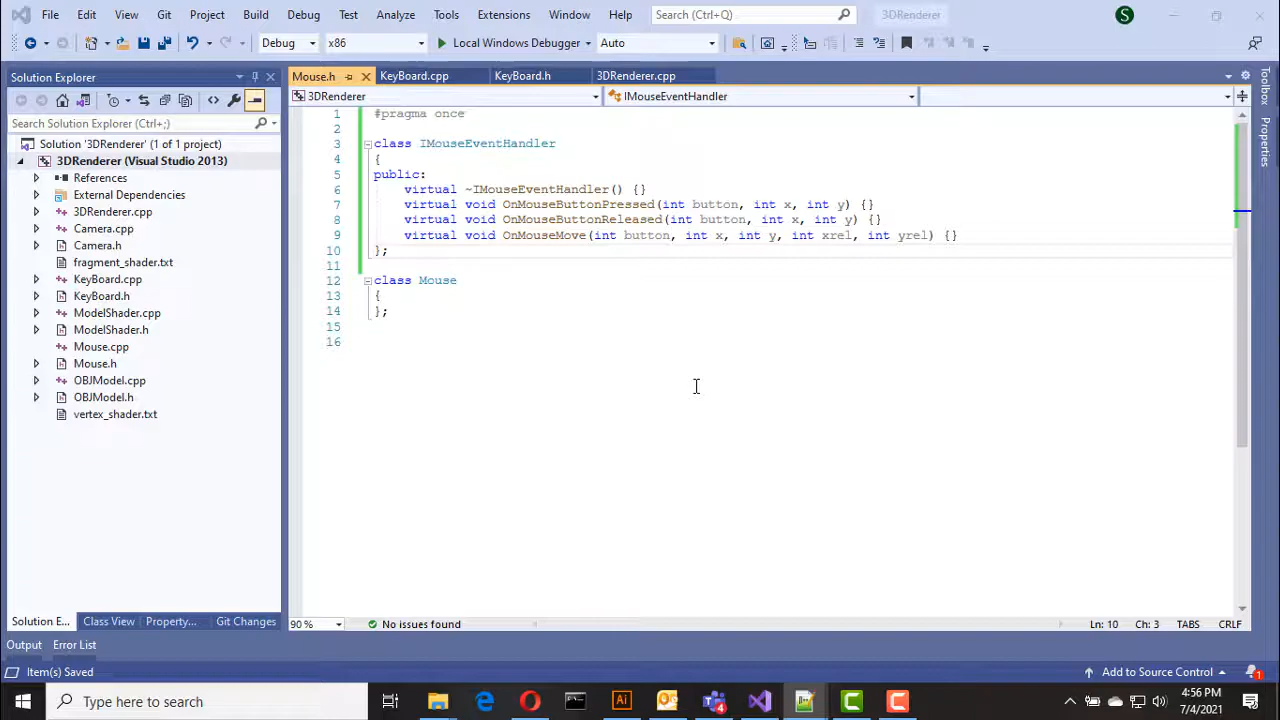 File Edit View Git Project Build Debug Test Analyze Tools Extensions Window Help Search (Ctrl+Q) 3DRenderer S
Debug x86 Local Windows Debugger Auto
Solution Explorer
Search Solution Explorer (Ctrl+;)
Solution '3DRenderer' (1 of 1 project)
3DRenderer (Visual Studio 2013)
References
External Dependencies
3DRenderer.cpp
Camera.cpp
Camera.h
fragment_shader.txt
KeyBoard.cpp
KeyBoard.h
ModelShader.cpp
ModelShader.h
Mouse.cpp
Mouse.h
OBJModel.cpp
OBJModel.h
vertex_shader.txt
Solution E... Class View Property... Git Changes
Mouse.h KeyBoard.cpp KeyBoard.h 3DRenderer.cpp
3DRenderer IMouseEventHandler
1 #pragma once
2
3 class IMouseEventHandler
4 {
5 public:
6 virtual ~IMouseEventHandler() {}
7 virtual void OnMouseButtonPressed(int button, int x, int y) {}
8 virtual void OnMouseButtonReleased(int button, int x, int y) {}
9 virtual void OnMouseMove(int button, int x, int y, int xrel, int yrel) {}
10 };
11
12 class Mouse
13 {
14 };
15
16
90 % No issues found Ln: 10 Ch: 3 TABS CRLF
Toolbox
Properties
Output Error List
Item(s) Saved Add to Source Control 1
Type here to search
Ai
4
4:56 PM
7/4/2021